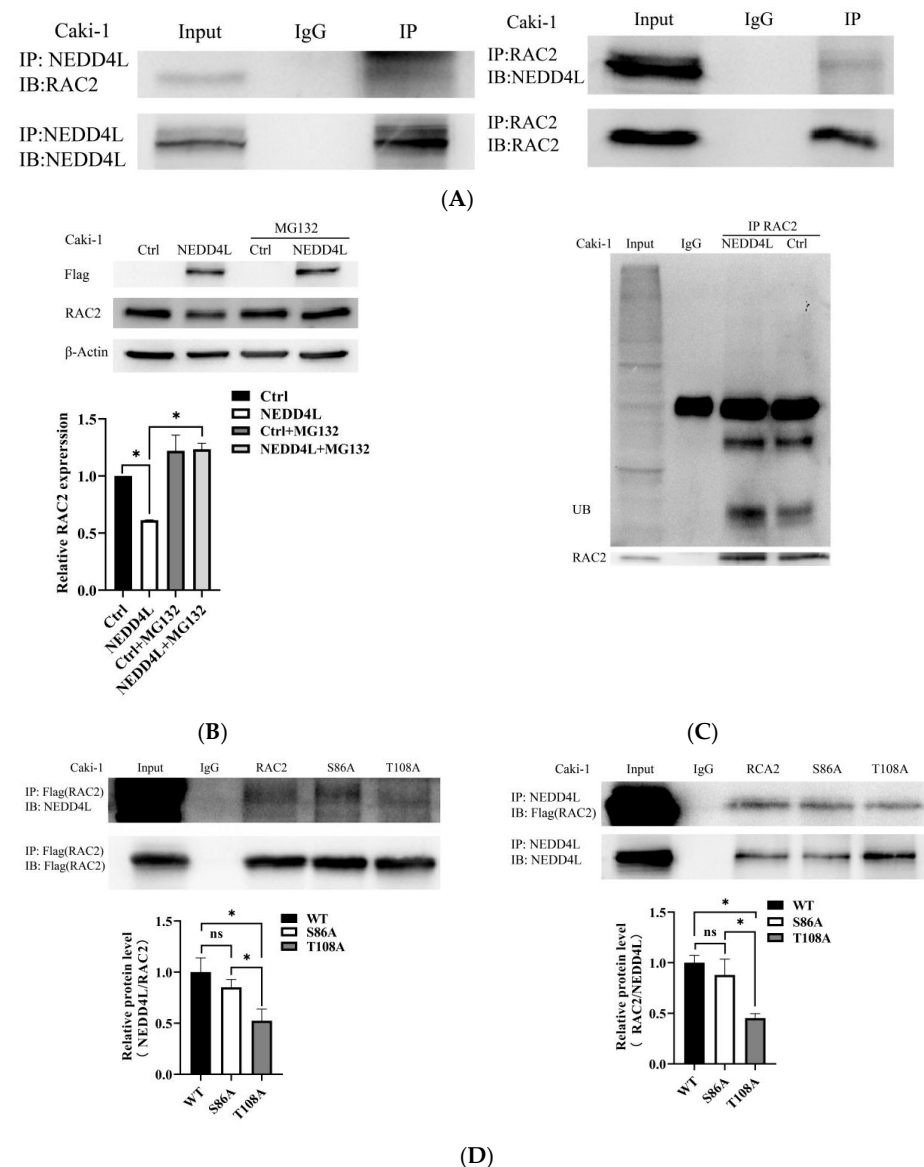 Caki-1 Input IgG IP
IP: NEDD4L
IB:RAC2
IP:NEDD4L
IB:NEDD4L
Caki-1 Input IgG IP
IP:RAC2
IB:NEDD4L
IP:RAC2
IB:RAC2
(A)
MG132
Caki-1 Ctrl NEDD4L Ctrl NEDD4L
Flag
RAC2
β-Actin
Ctrl
NEDD4L
Ctrl+MG132
NEDD4L+MG132
Relative RAC2 experrssion
1.5
1.0
0.5
0.0
* *
Ctrl
NEDD4L
Ctrl+MG132
NEDD4L+MG132
(B)
IP RAC2
Caki-1 Input IgG NEDD4L Ctrl
UB
RAC2
(C)
Caki-1 Input IgG RAC2 S86A T108A
IP: Flag(RAC2)
IB: NEDD4L
IP: Flag(RAC2)
IB: Flag(RAC2)
WT
S86A
T108A
Relative protein level
( NEDD4L/RAC2)
1.5
1.0
0.5
0.0
*
ns
*
WT
S86A
T108A
Caki-1 Input IgG RCA2 S86A T108A
IP: NEDD4L
IB: Flag(RAC2)
IP: NEDD4L
IB: NEDD4L
WT
S86A
T108A
Relative protein level
( RAC2/NEDD4L)
1.5
1.0
0.5
0.0
*
ns *
WT
S86A
T108A
(D)